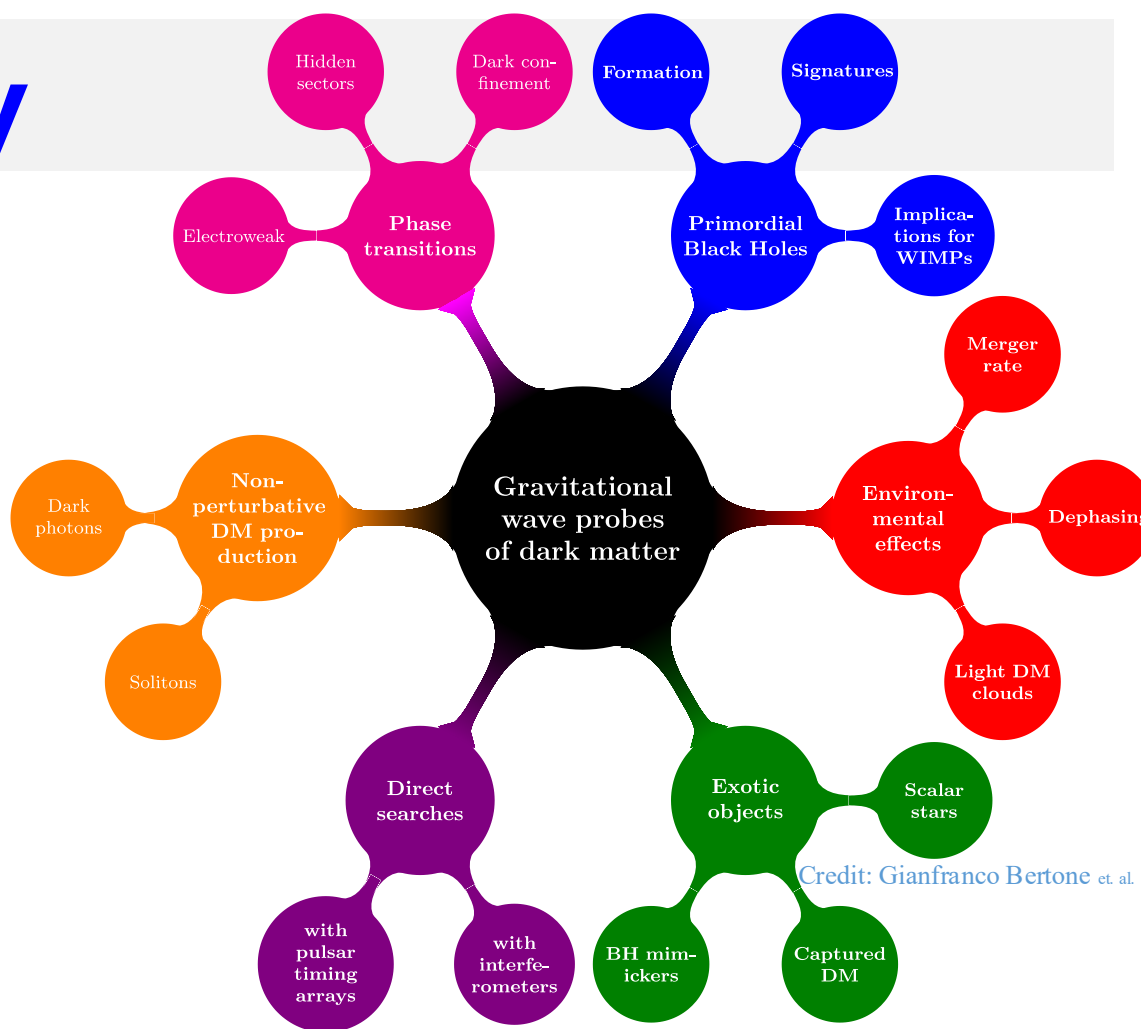 Hidden
sectors
Dark con-
finement
Electroweak
Phase
transitions
Formation
Signatures
Primordial
Black Holes
Implica-
tions for
WIMPs
Merger
rate
Environ-
mental
effects
Dephasing
Light DM
clouds
Gravitational
wave probes
of dark matter
Non-
perturbative
DM pro-
duction
Dark
photons
Solitons
Direct
searches
with
pulsar
timing
arrays
with
interfe-
rometers
Exotic
objects
Scalar
stars
Credit: Gianfranco Bertone et. al.
BH mim-
ickers
Captured
DM